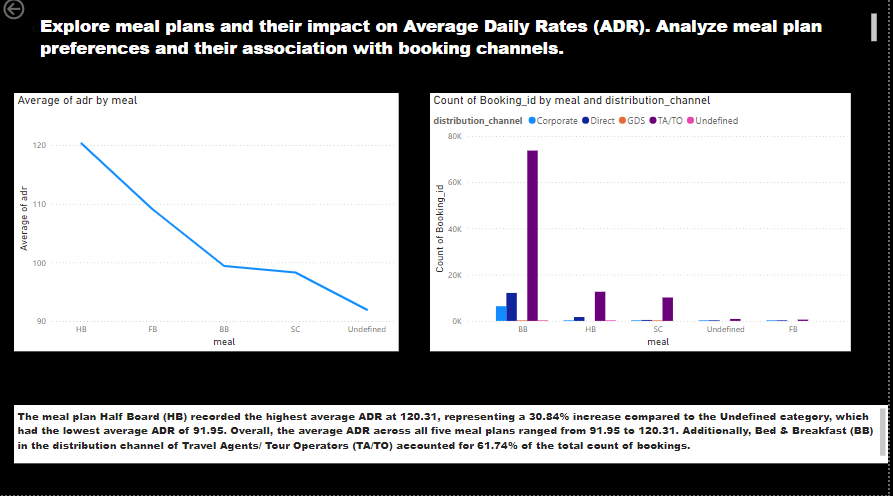 Explore meal plans and their impact on Average Daily Rates (ADR). Analyze meal plan
preferences and their association with booking channels.
Average of adr by meal
Average of adr
120
110
100
90
HB FB BB SC Undefined
meal
Count of Booking_id by meal and distribution_channel
distribution_channel Corporate Direct GDS TA/TO Undefined
Count of Booking_id
80K
60K
40K
20K
0K
BB HB SC Undefined FB
meal
The meal plan Half Board (HB) recorded the highest average ADR at 120.31, representing a 30.84% increase compared to the Undefined category, which
had the lowest average ADR of 91.95. Overall, the average ADR across all five meal plans ranged from 91.95 to 120.31. Additionally, Bed & Breakfast (BB)
in the distribution channel of Travel Agents/ Tour Operators (TA/TO) accounted for 61.74% of the total count of bookings.